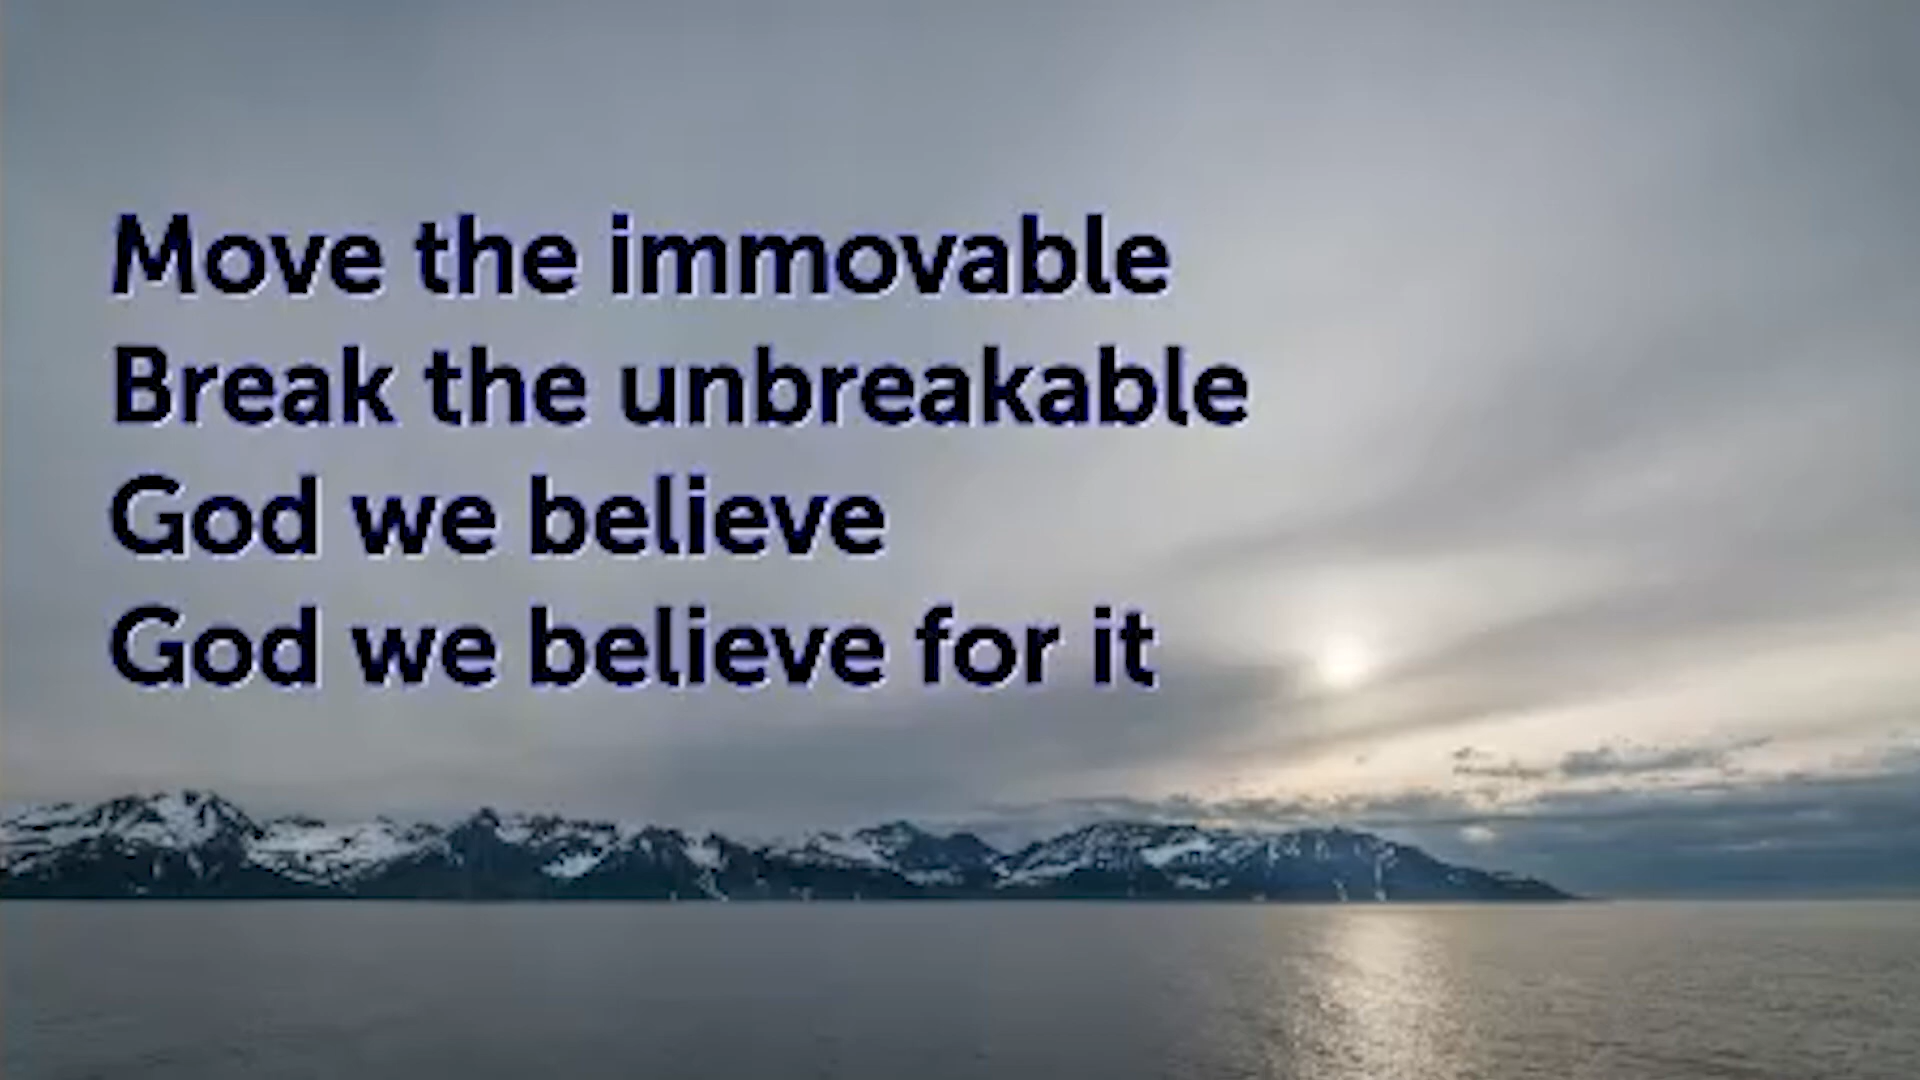 Move the immovable
Break the unbreakable
God we believe
God we believe for it